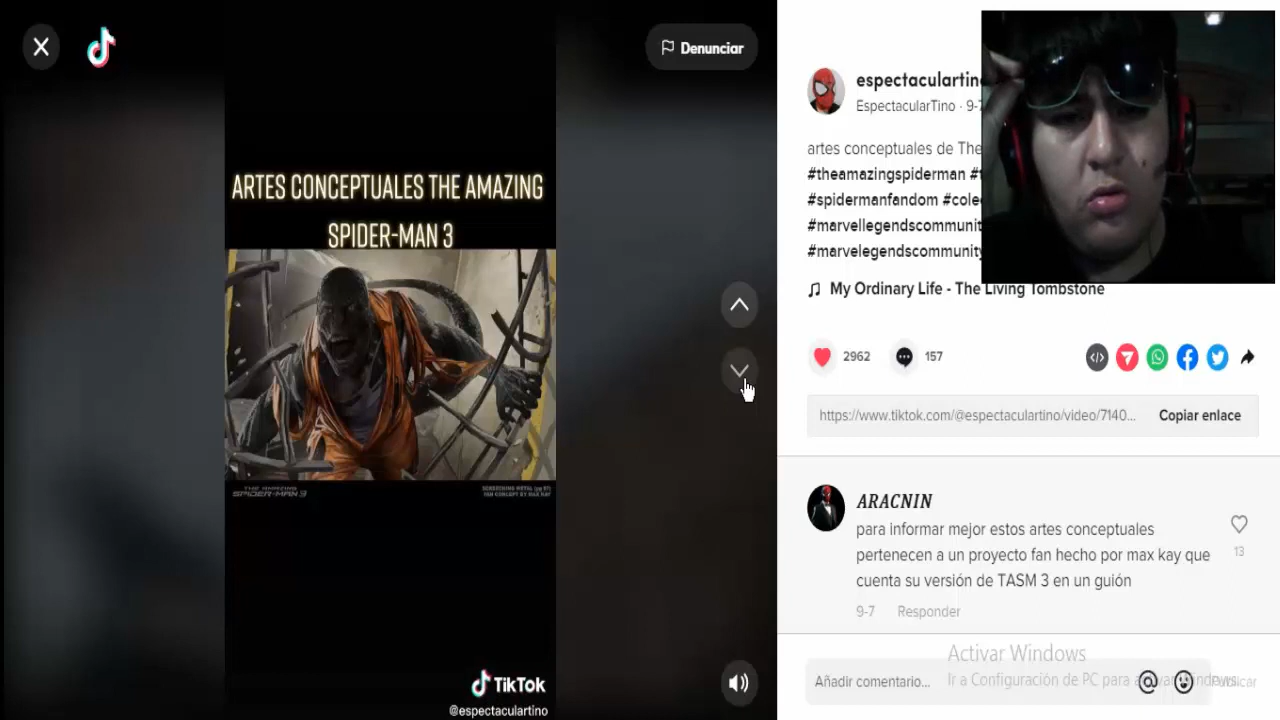 Denunciar
ARTES CONCEPTUALES THE AMAZING
SPIDER-MAN 3
THE AMAZING
SPIDER-MAN 3
FAN CONCEPT BY MAX KAY
TikTok
@espectaculartino
espectaculartino
EspectacularTino · 9-7
artes conceptuales de The
#theamazingspiderman
#spidermanfandom
#marvellegendscommunity
#marvelegendscommunity
My Ordinary Life - The Living Tombstone
2962
157
https://www.tiktok.com/@espectaculartino/video/7140...
Copiar enlace
ARACNIN
para informar mejor estos artes conceptuales
pertenecen a un proyecto fan hecho por max kay que
cuenta su versión de TASM 3 en un guión
13
9-7 Responder
Activar Windows
Añadir comentario...
Ir a Configuración de PC para